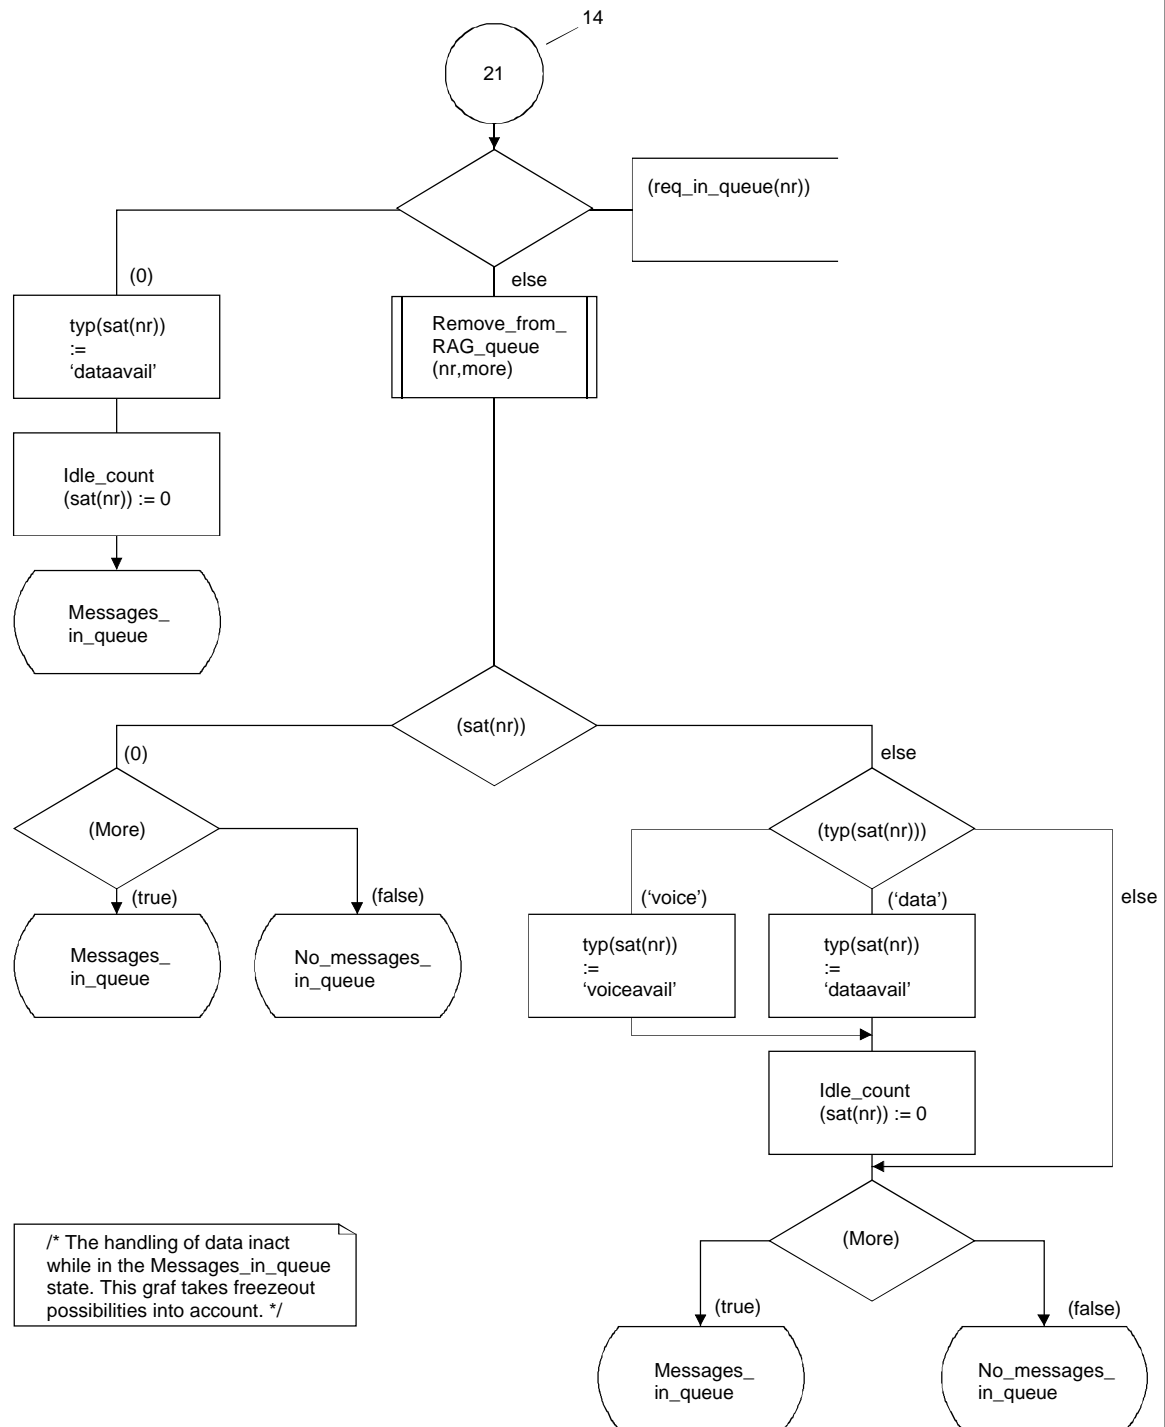 14
21
(req_in_queue(nr))
(0)
else
typ(sat(nr))
:=
‘dataavail’
Remove_from_
RAG_queue
(nr,more)
Idle_count
(sat(nr)) := 0
Messages_
in_queue
(sat(nr))
(0)
else
(More)
(typ(sat(nr)))
(true)
(false)
(‘voice’)
(‘data’)
else
Messages_
in_queue
No_messages_
in_queue
typ(sat(nr))
:=
‘voiceavail’
typ(sat(nr))
:=
‘dataavail’
Idle_count
(sat(nr)) := 0
/* The handling of data inact
while in the Messages_in_queue
state. This graf takes freezeout
possibilities into account. */
(More)
(true)
(false)
Messages_
in_queue
No_messages_
in_queue